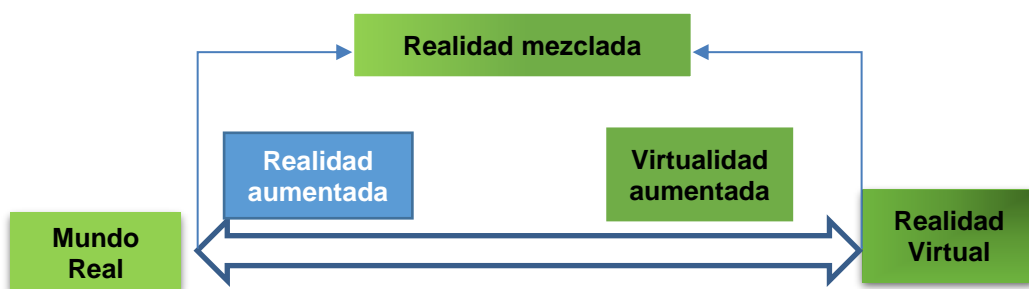 Realidad mezclada
Realidad
aumentada
Virtualidad
aumentada
Mundo
Real
Realidad
Virtual